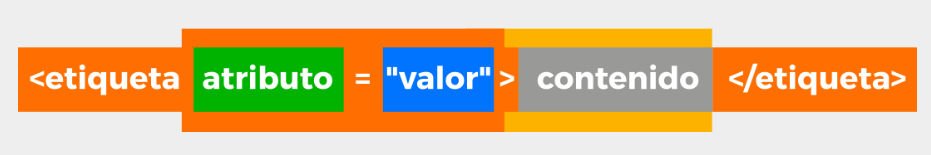 <etiqueta atributo = "valor" > contenido </etiqueta>